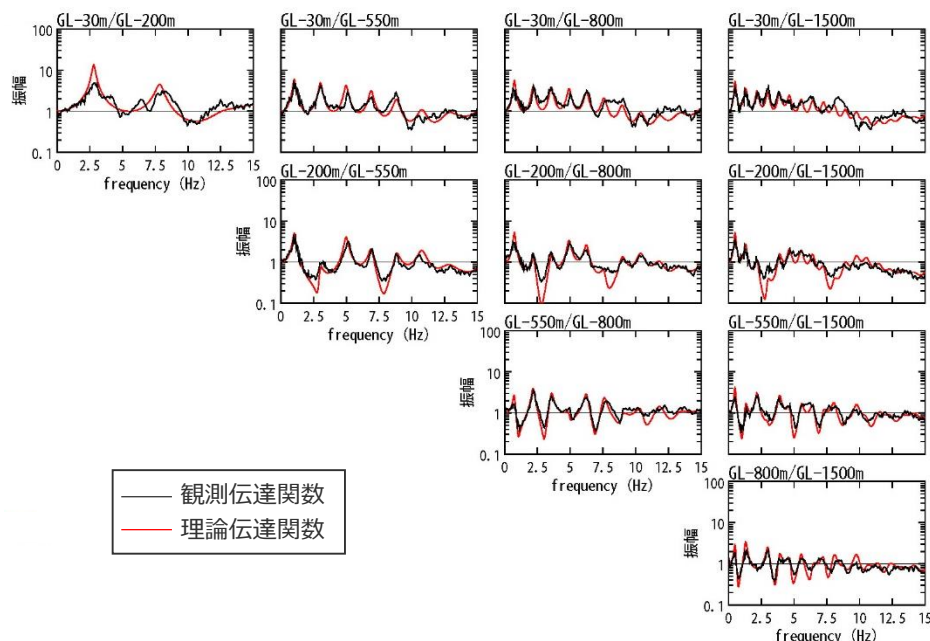 GL-30m/GL-200m
GL-30m/GL-550m
GL-30m/GL-800m
GL-30m/GL-1500m
100
10
1
0.1
振幅
0 2.5 5 7.5 10 12.5 15
frequency (Hz)
GL-200m/GL-550m
GL-200m/GL-800m
GL-200m/GL-1500m
100
10
1
0.1
振幅
0 2.5 5 7.5 10 12.5 15
frequency (Hz)
GL-550m/GL-800m
GL-550m/GL-1500m
100
10
1
0.1
振幅
0 2.5 5 7.5 10 12.5 15
frequency (Hz)
GL-800m/GL-1500m
100
10
1
0.1
振幅
0 2.5 5 7.5 10 12.5 15
frequency (Hz)
観測伝達関数
理論伝達関数